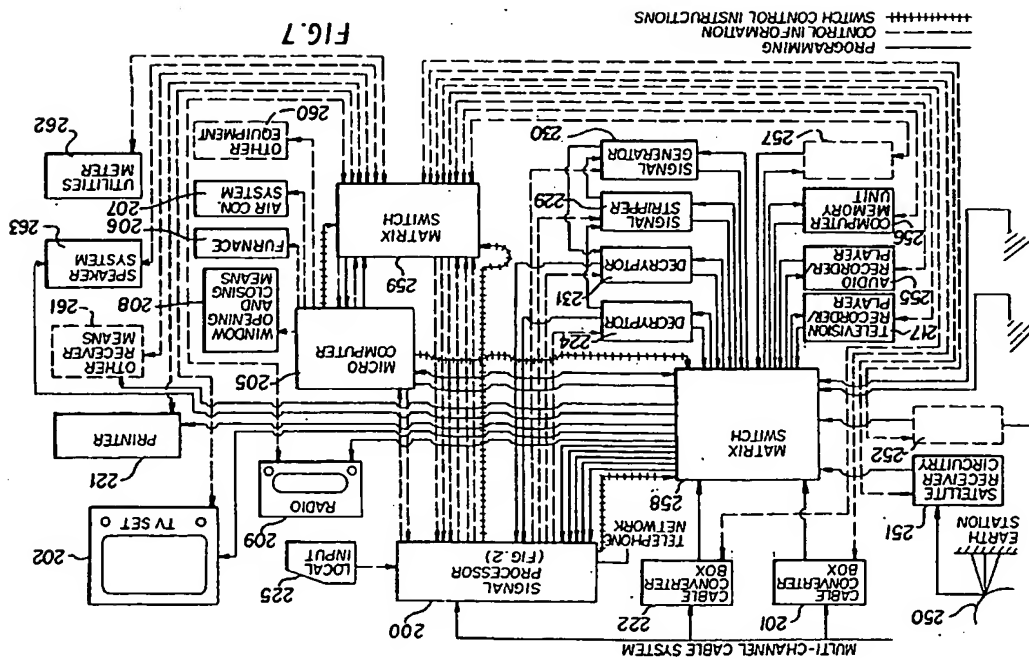 PROGRAMMING
CONTROL INFORMATION
SWITCH CONTROL INSTRUCTIONS
FIG.7
262
UTILITIES
METER
263
SPEAKER
SYSTEM
261
OTHER
RECEIVER
MEANS
PRINTER
221
TV SET
202
260
OTHER
EQUIPMENT
AIR CON.
SYSTEM
207
FURNACE
206
WINDOW
OPENING
AND
CLOSING
MEANS
208
RADIO
209
LOCAL
INPUT
225
MATRIX
SWITCH
259
MICRO
COMPUTER
205
SIGNAL
PROCESSOR
(FIG.2)
200
TELEPHONE
NETWORK
230
SIGNAL
GENERATOR
229
SIGNAL
STRIPPER
DECRYPTOR
231
DECRYPTOR
224
257
COMPUTER
MEMORY
UNIT
256
AUDIO
RECORDER/
PLAYER
255
TELEVISION
RECORDER/
PLAYER
217
MATRIX
SWITCH
258
252
SATELLITE
RECEIVER
CIRCUITRY
251
EARTH
STATION
250
CABLE
CONVERTER
BOX
222
CABLE
CONVERTER
BOX
201
MULTI-CHANNEL CABLE SYSTEM